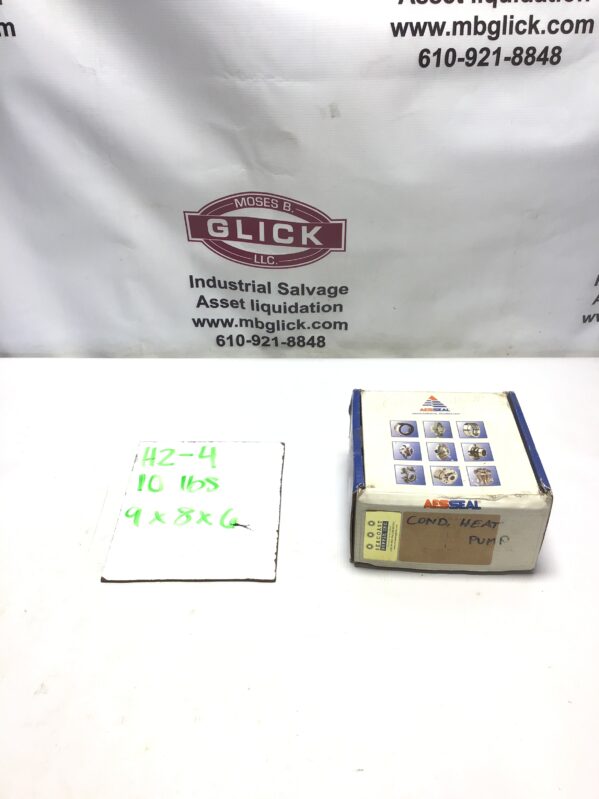 Asset liquidation
www.mbglick.com
610-921-8848
MOSES B.
GLICK
LLC.
Industrial Salvage
Asset liquidation
www.mbglick.com
610-921-8848
H2-4
10 lbs
9 x 8 x 6
AESSEAL
AESSEAL
COND. HEAT
PUMP